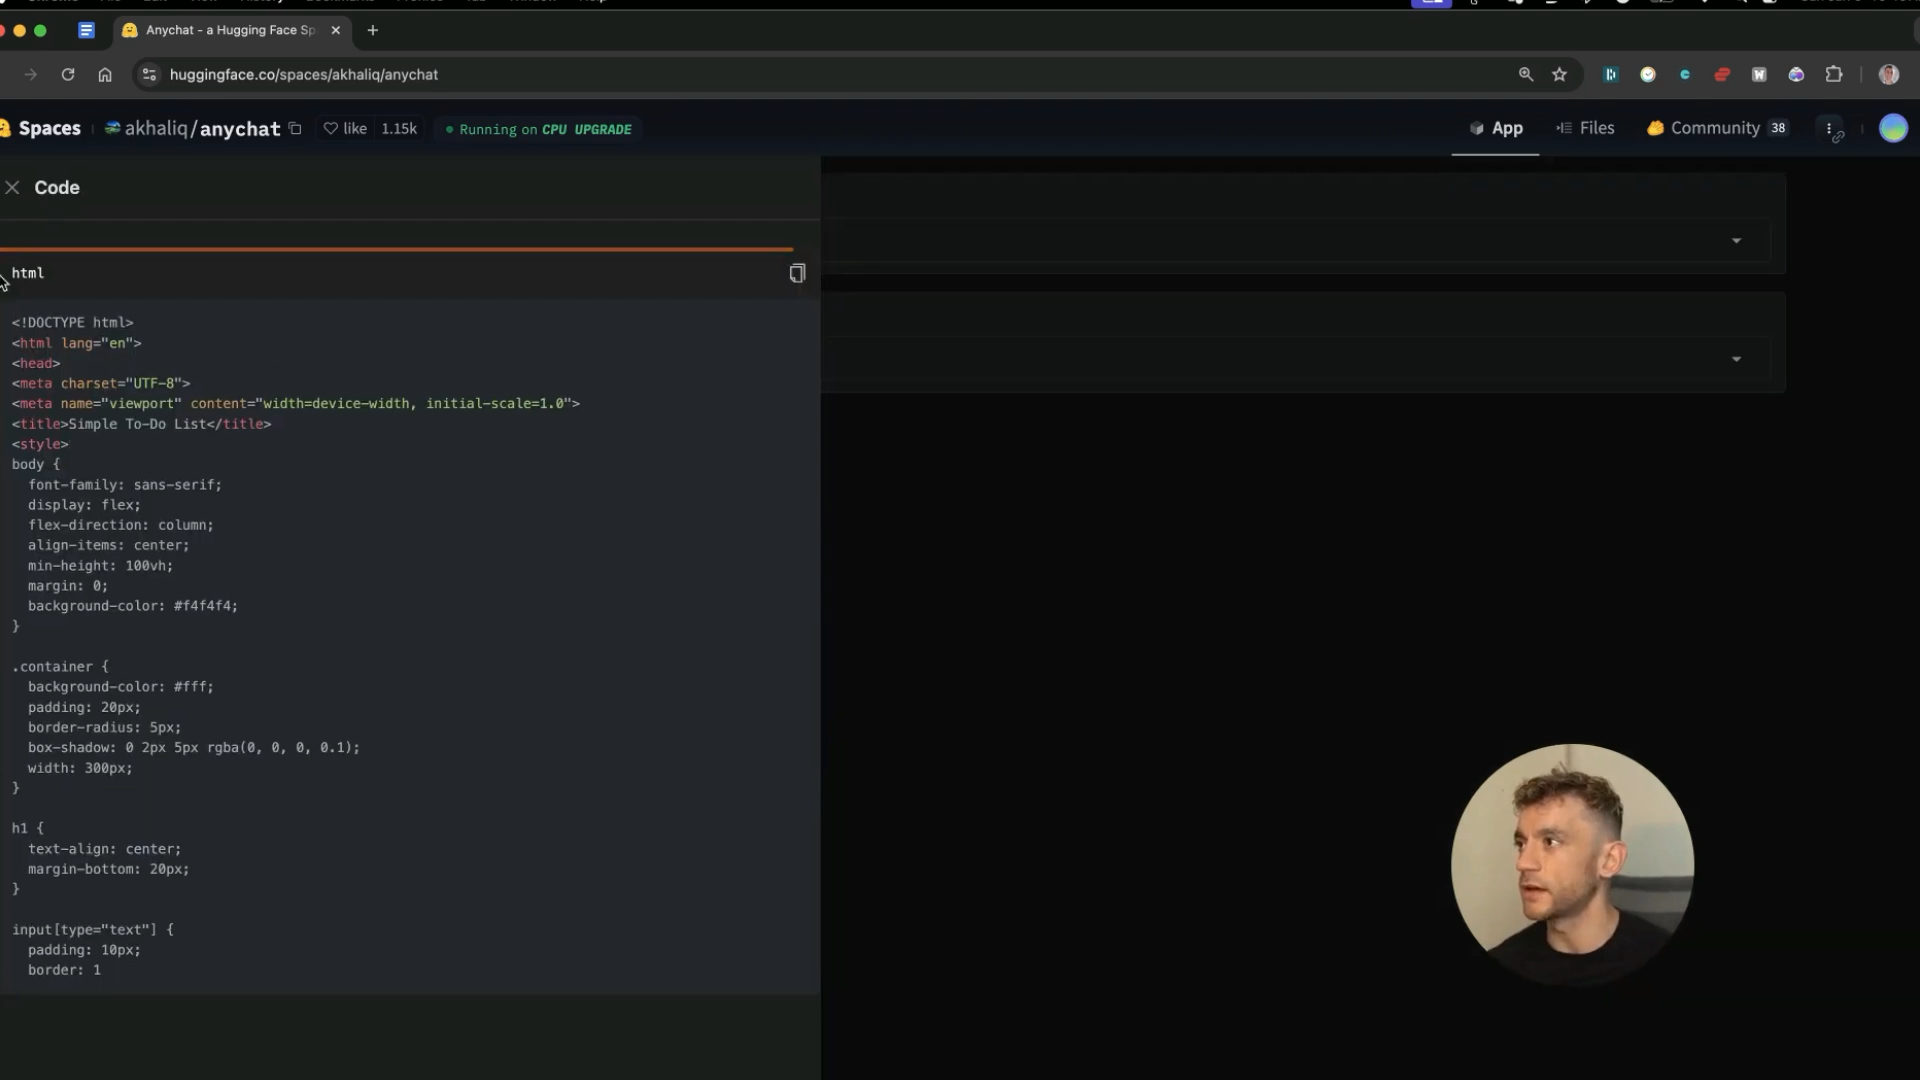 Anychat - a Hugging Face Sp
huggingface.co/spaces/akhaliq/anychat
Spaces akhaliq/anychat like 1.15k Running on CPU UPGRADE App Files Community 38
Code
html
<!DOCTYPE html>
<html lang="en">
<head>
<meta charset="UTF-8">
<meta name="viewport" content="width=device-width, initial-scale=1.0">
<title>Simple To-Do List</title>
<style>
body {
  font-family: sans-serif;
  display: flex;
  flex-direction: column;
  align-items: center;
  min-height: 100vh;
  margin: 0;
  background-color: #f4f4f4;
}
.container {
  background-color: #fff;
  padding: 20px;
  border-radius: 5px;
  box-shadow: 0 2px 5px rgba(0, 0, 0, 0.1);
  width: 300px;
}
h1 {
  text-align: center;
  margin-bottom: 20px;
}
input[type="text"] {
  padding: 10px;
  border: 1